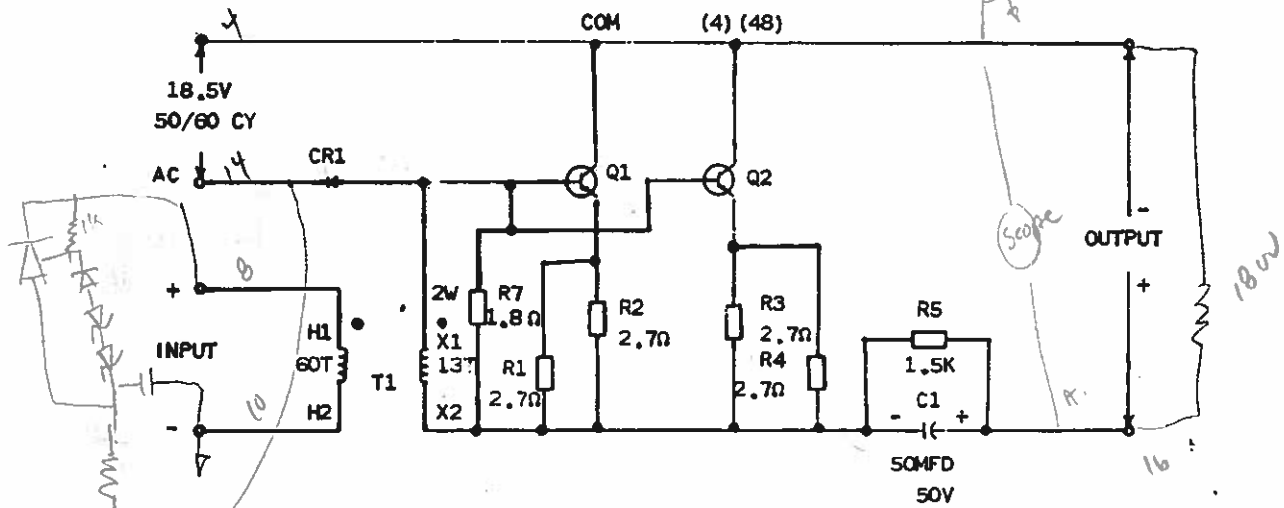 COM (4) (48)
18.5V
50/60 CY
AC
14
CR1
Q1
Q2
1K
8
Scope
OUTPUT
-
+
+
INPUT
-
H1
60T
H2
T1
2W
R7
1.8Ω
X1
13T
X2
R1
2.7Ω
R2
2.7Ω
R3
2.7Ω
R4
2.7Ω
R5
1.5K
- C1 +
50MFD
50V
10
16